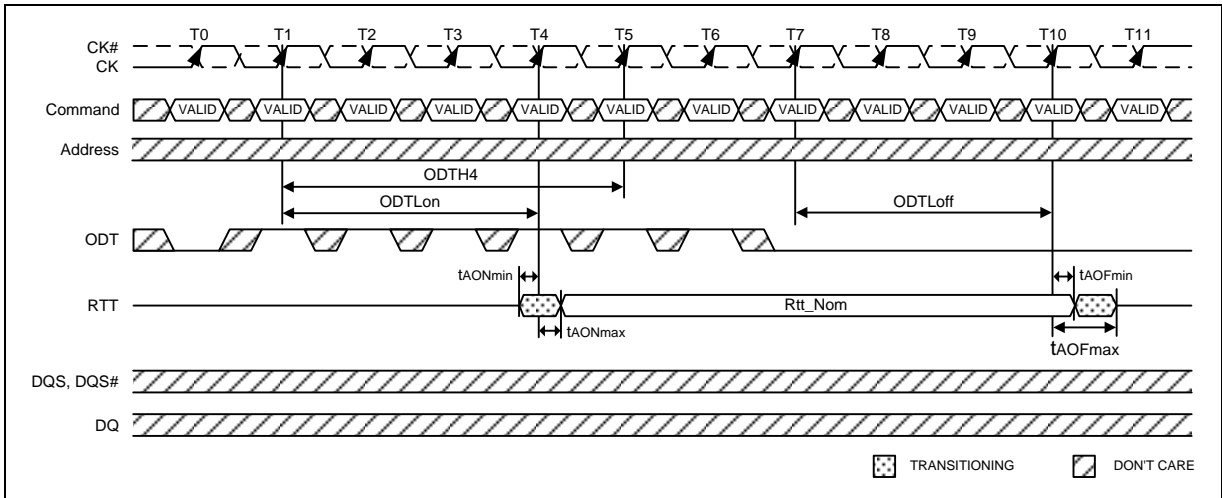 T0 T1 T2 T3 T4 T5 T6 T7 T8 T9 T10 T11
CK#
CK
Command VALID VALID VALID VALID VALID VALID VALID VALID VALID VALID VALID VALID
Address
ODTH4
ODTLon ODTLoff
ODT
tAONmin tAOFmin
RTT Rtt_Nom
tAONmax
tAOFmax
DQS, DQS#
DQ
TRANSITIONING DON'T CARE